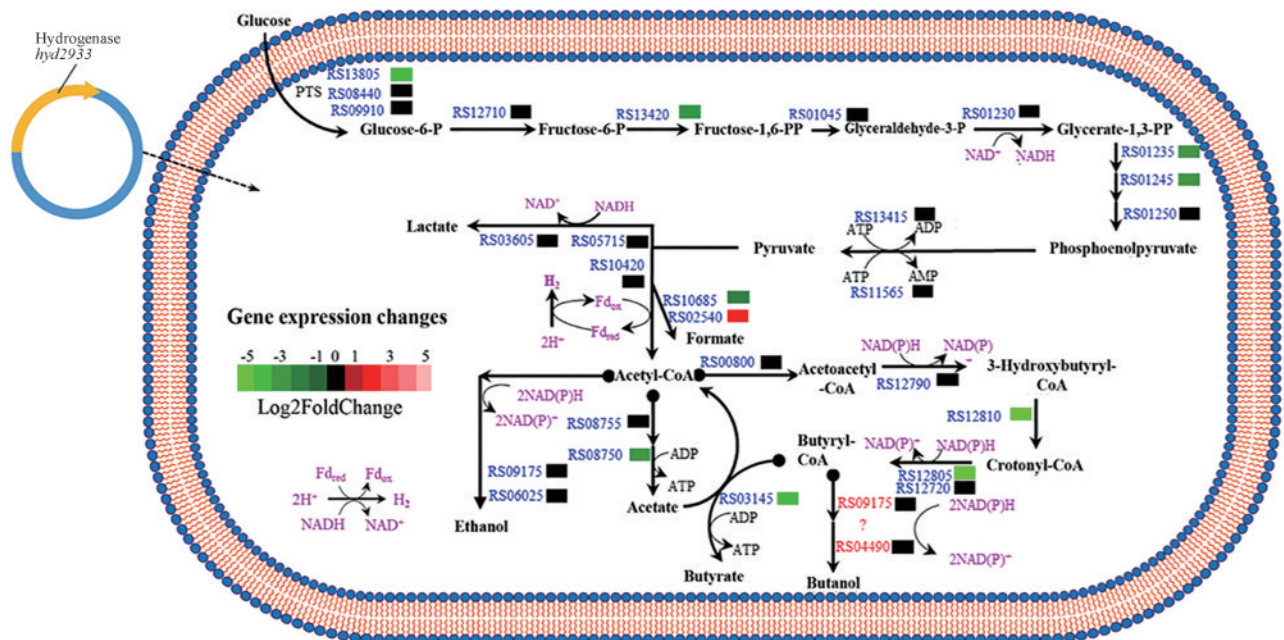 Glucose
Hydrogenase
hyd2933
RS13805
PTS RS08440
RS09910
Glucose-6-P
RS12710
Fructose-6-P
RS13420
Fructose-1,6-PP
RS01045
Glyceraldehyde-3-P
RS01230
Glycerate-1,3-PP
NAD⁺
NADH
RS01235
RS01245
RS01250
Phosphoenolpyruvate
RS13415
ATP
ADP
ATP
AMP
RS11565
Pyruvate
NAD⁺
NADH
Lactate
RS03605
RS05715
RS10420
H₂
Fdox
Fdred
2H⁺
RS10685
RS02540
Formate
Gene expression changes
-5 -3 -1 0 1 3 5
Log2FoldChange
Acetyl-CoA
RS00800
Acetoacetyl
-CoA
NAD(P)H
NAD(P)
+
RS12790
3-Hydroxybutyryl-
CoA
RS12810
Crotonyl-CoA
NAD(P)⁺
NAD(P)H
RS12805
RS12720
Butyryl-
CoA
2NAD(P)H
2NAD(P)⁺
RS08755
RS08750
ADP
ATP
Acetate
RS09175
RS06025
Ethanol
RS03145
ADP
ATP
Butyrate
RS09175
?
RS04490
2NAD(P)H
2NAD(P)⁺
Butanol
Fdred
Fdox
2H⁺
H₂
NADH
NAD⁺